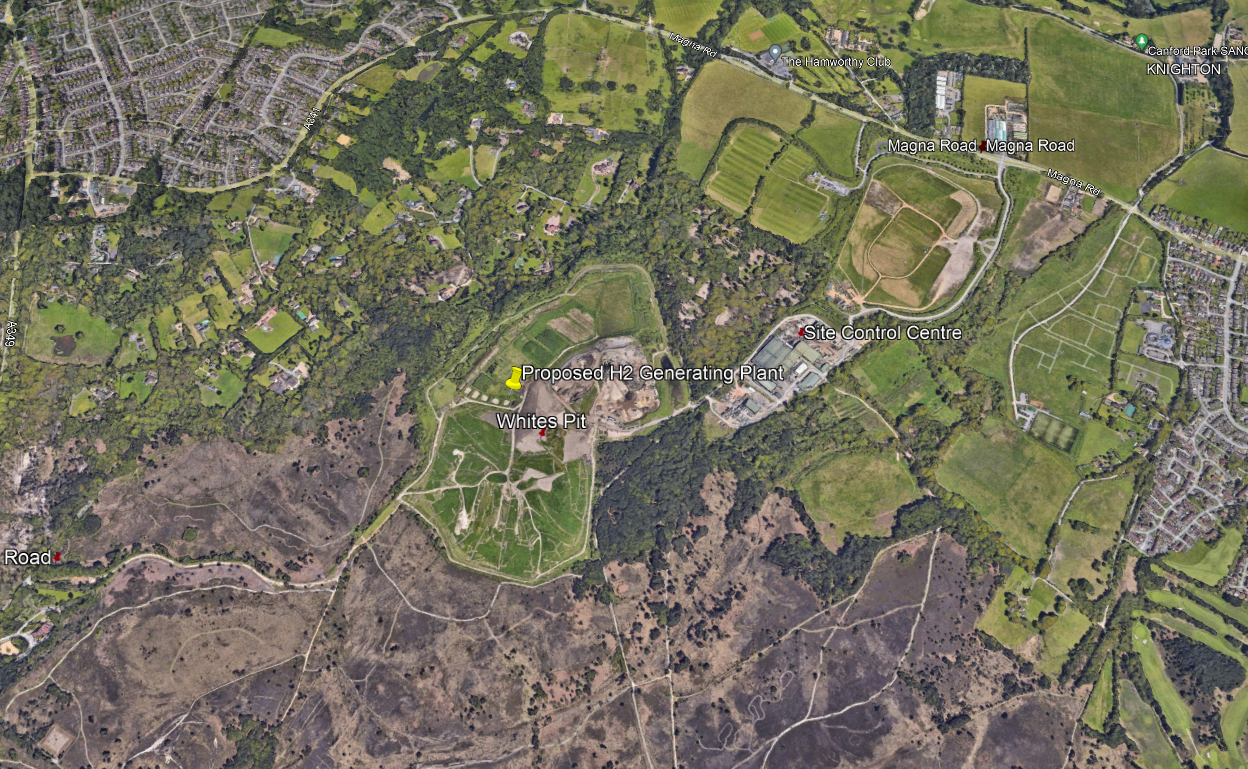 Magna Rd
The Hamworthy Club
Canford Park SANG
KNIGHTON
A341
Magna Road
Magna Road
Magna Rd
A349
Site Control Centre
Proposed H2 Generating Plant
Whites Pit
Road